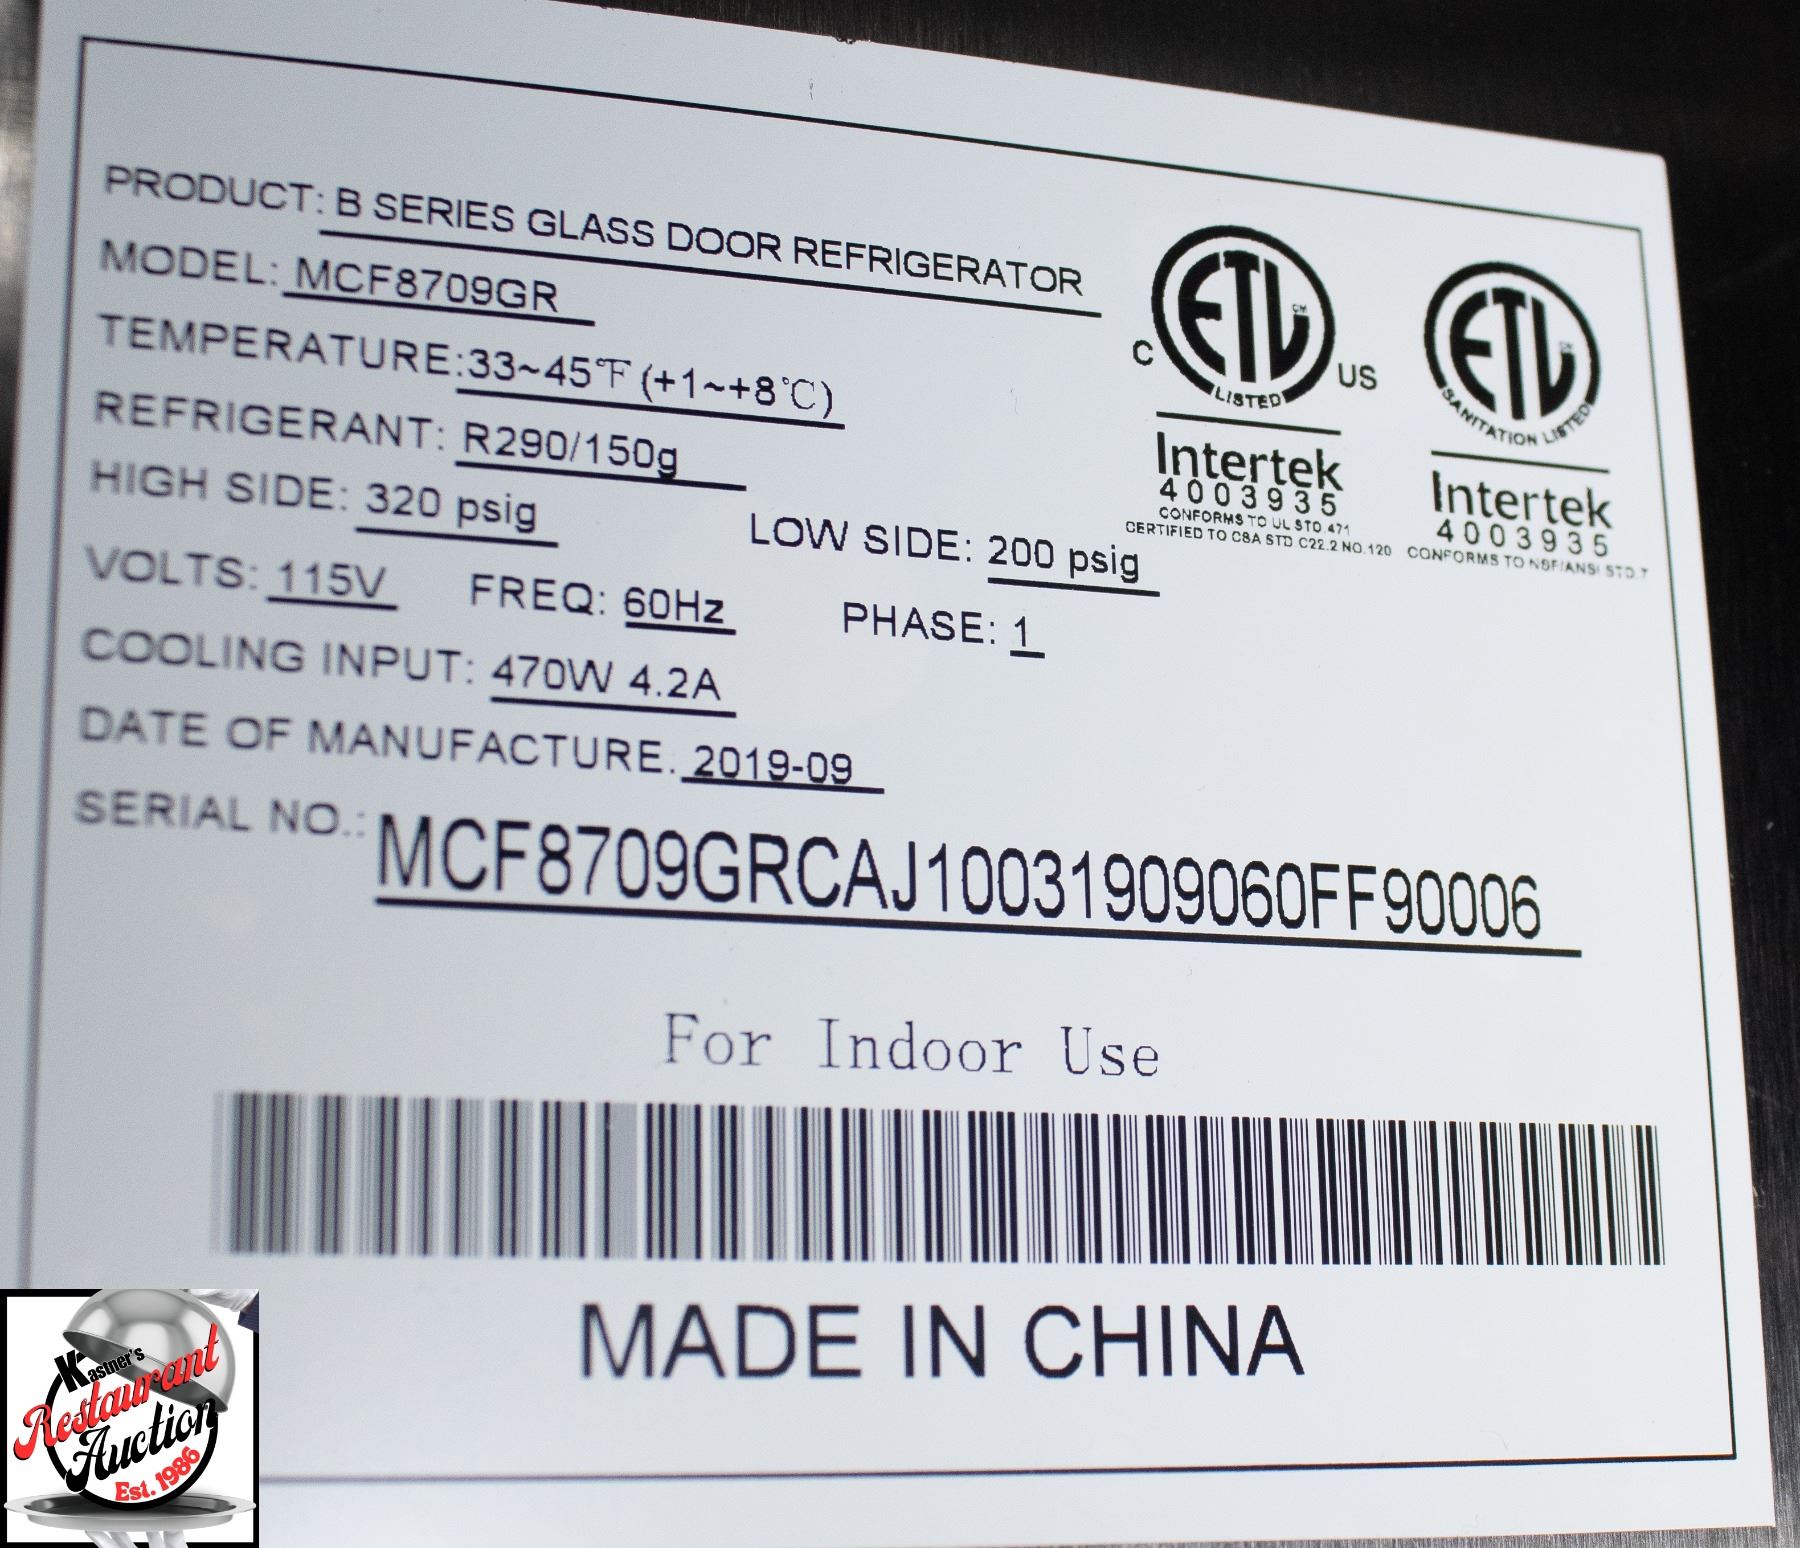 PRODUCT: B SERIES GLASS DOOR REFRIGERATOR
MODEL: MCF8709GR
TEMPERATURE:33~45℉ (+1~+8℃)
REFRIGERANT: R290/150g
HIGH SIDE: 320 psig LOW SIDE: 200 psig
VOLTS: 115V FREQ: 60Hz PHASE: 1
COOLING INPUT: 470W 4.2A
DATE OF MANUFACTURE. 2019-09
SERIAL NO.: MCF8709GRCAJ10031909060FF90006
C ETL CM US
LISTED
Intertek
4003935
CONFORMS TO UL STD.471
CERTIFIED TO CSA STD.C22.2 NO.120
ETL
SANITATION LISTED
Intertek
4003935
CONFORMS TO NSF/ANSI STD.7
For Indoor Use
MADE IN CHINA
Kastner's
Restaurant
Auction
Est. 1986